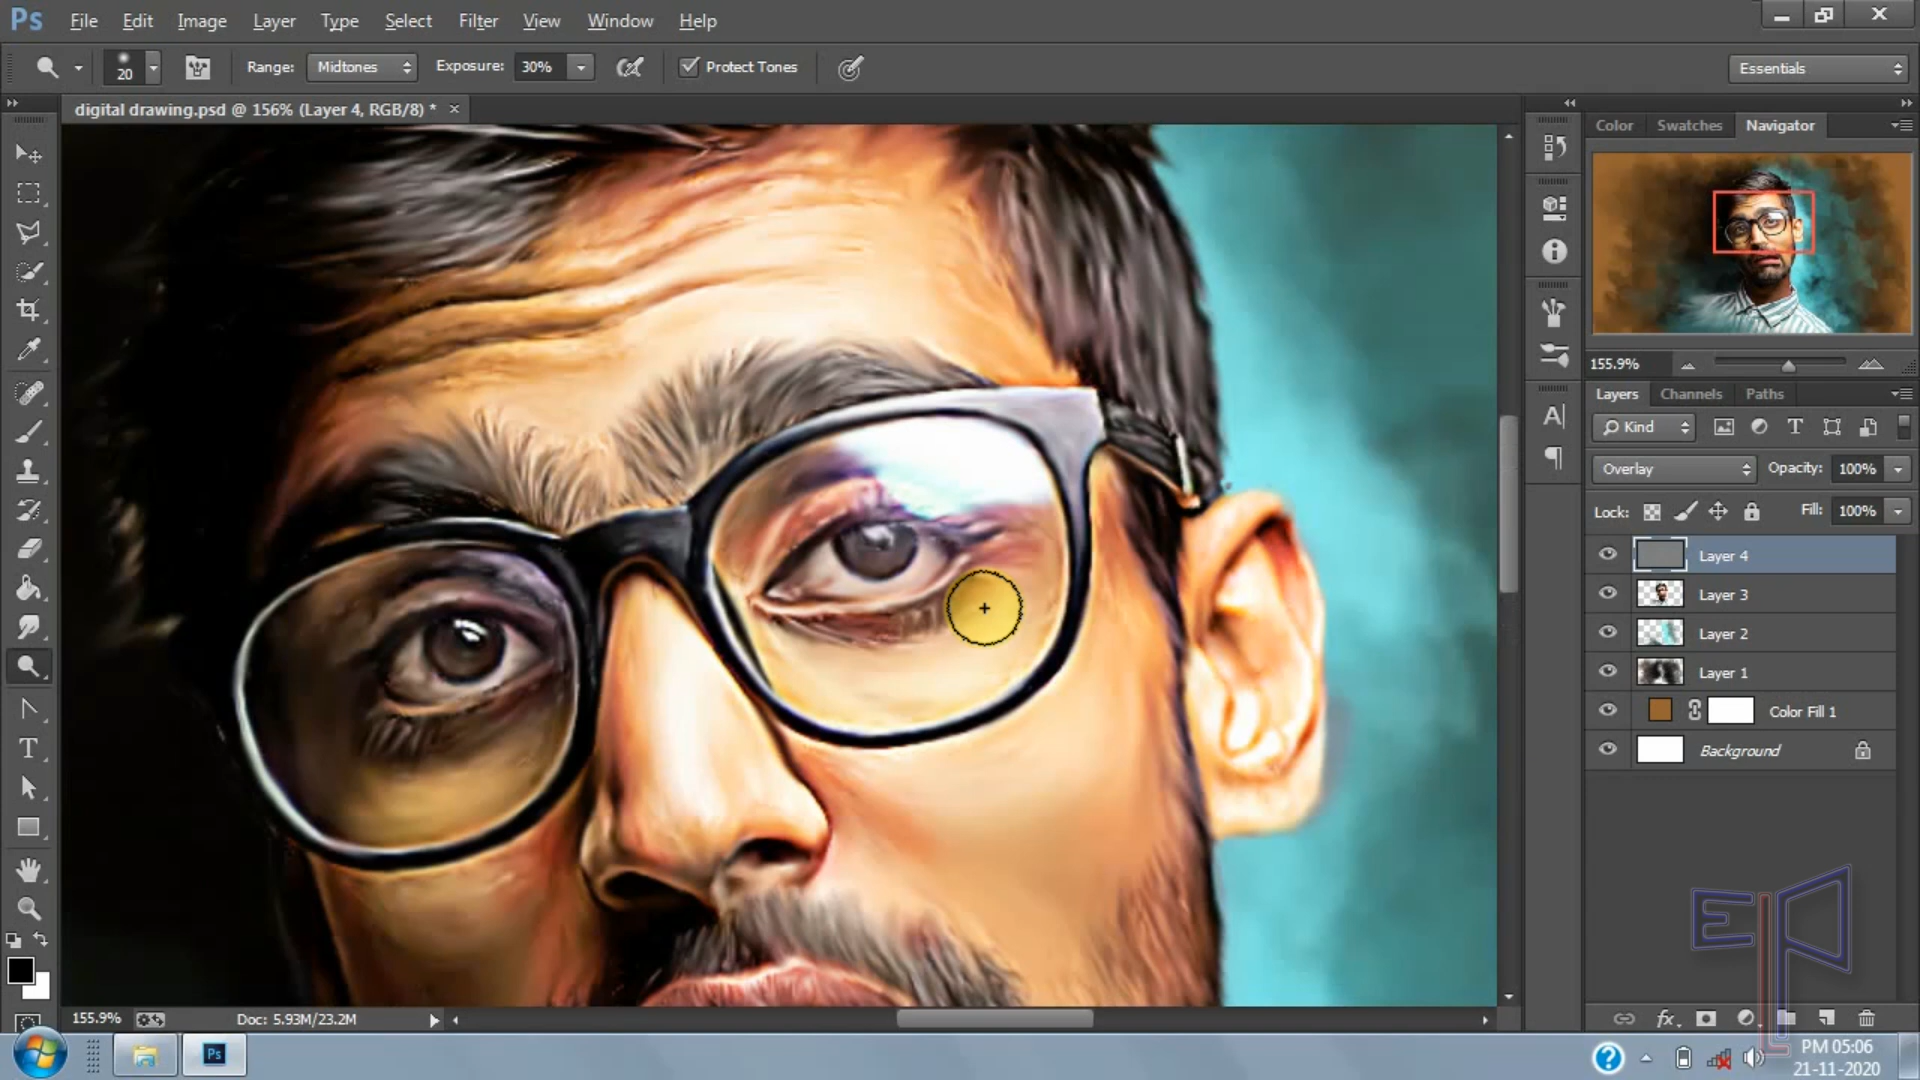 Ps File Edit Image Layer Type Select Filter View Window Help
20 Range: Midtones Exposure: 30% Protect Tones Essentials
digital drawing.psd @ 156% (Layer 4, RGB/8) *
Color Swatches Navigator
155.9%
Layers Channels Paths
Kind
Overlay Opacity: 100%
Lock: Fill: 100%
Layer 4
Layer 3
Layer 2
Layer 1
Color Fill 1
Background
155.9% Doc: 5.93M/23.2M
fx
Ps
PM 05:06
21-11-2020